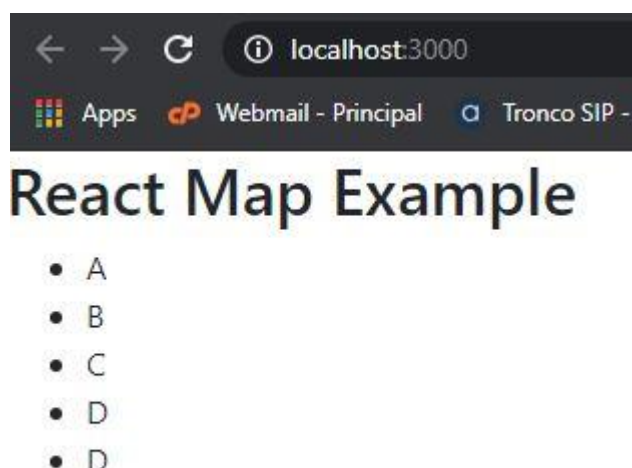 localhost:3000
Apps Webmail - Principal Tronco SIP -
React Map Example
A
B
C
D
D